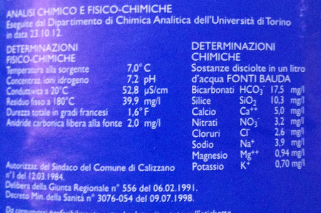 ANALISI CHIMICO E FISICO-CHIMICHE
Eseguite dal Dipartimento di Chimica Analitica dell'Università di Torino
in data 23.10.12.
DETERMINAZIONI
FISICO-CHIMICHE
Temperatura alla sorgente 7,0° C
Concentraz. ioni idrogeno 7,2 pH
Conduttività a 20°C 52,8 µS/cm
Residuo fisso a 180°C 39,9 mg/l
Durezza totale in gradi francesi 1,6° F
Anidride carbonica libera alla fonte 2,0 mg/l
DETERMINAZIONI
CHIMICHE
Sostanze disciolte in un litro
d'acqua FONTI BAUDA
Bicarbonati HCO₃⁻ 17,5 mg/l
Silice SiO₂ 10,3 mg/l
Calcio Ca⁺⁺ 5,0 mg/l
Nitrati NO₃⁻ 3,2 mg/l
Cloruri Cl⁻ 2,6 mg/l
Sodio Na⁺ 3,9 mg/l
Magnesio Mg⁺⁺ 0,94 mg/l
Potassio K⁺ 0,70 mg/l
Autorizzaz. del Sindaco del Comune di Calizzano
n° 1 del 12.03.1984.
Delibera della Giunta Regionale n° 556 del 06.02.1991.
Decreto Min. della Sanità n° 3076-054 del 09.07.1998.